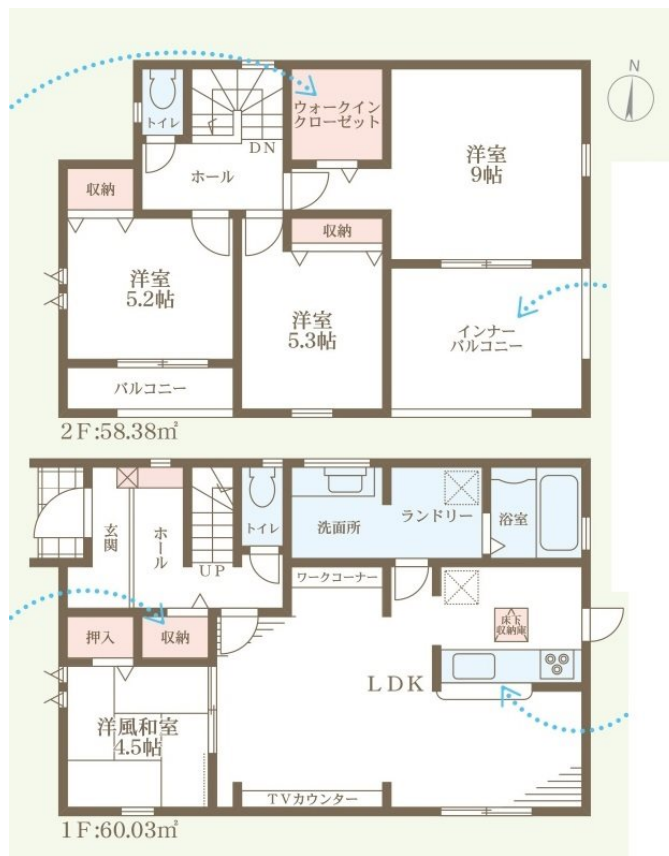 N
トイレ
DN
ホール
ウォークイン
クローゼット
洋室
9帖
収納
洋室
5.2帖
収納
洋室
5.3帖
インナー
バルコニー
バルコニー
2F:58.38㎡
玄関
ホール
UP
トイレ
洗面所
ランドリー
浴室
ワークコーナー
押入
収納
床下
収納庫
LDK
洋風和室
4.5帖
TVカウンター
1F:60.03㎡